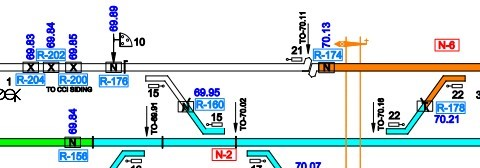 69.83
69.84
69.85
69.89
10
TO-70.11
70.13
R-202
R-204
R-200
R-176
TO CCI SIDING
X
X
X
N
21
R-174
N
N-6
1
15
69.95
N
R-160
15
TO-69.91
TO-70.02
TO-70.16
22
22
R-178
70.21
69.84
N
R-156
N-2
15
15
70.07